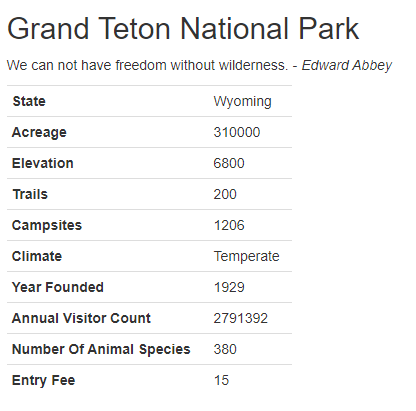 Grand Teton National Park
We can not have freedom without wilderness. - Edward Abbey
State Wyoming
Acreage 310000
Elevation 6800
Trails 200
Campsites 1206
Climate Temperate
Year Founded 1929
Annual Visitor Count 2791392
Number Of Animal Species 380
Entry Fee 15